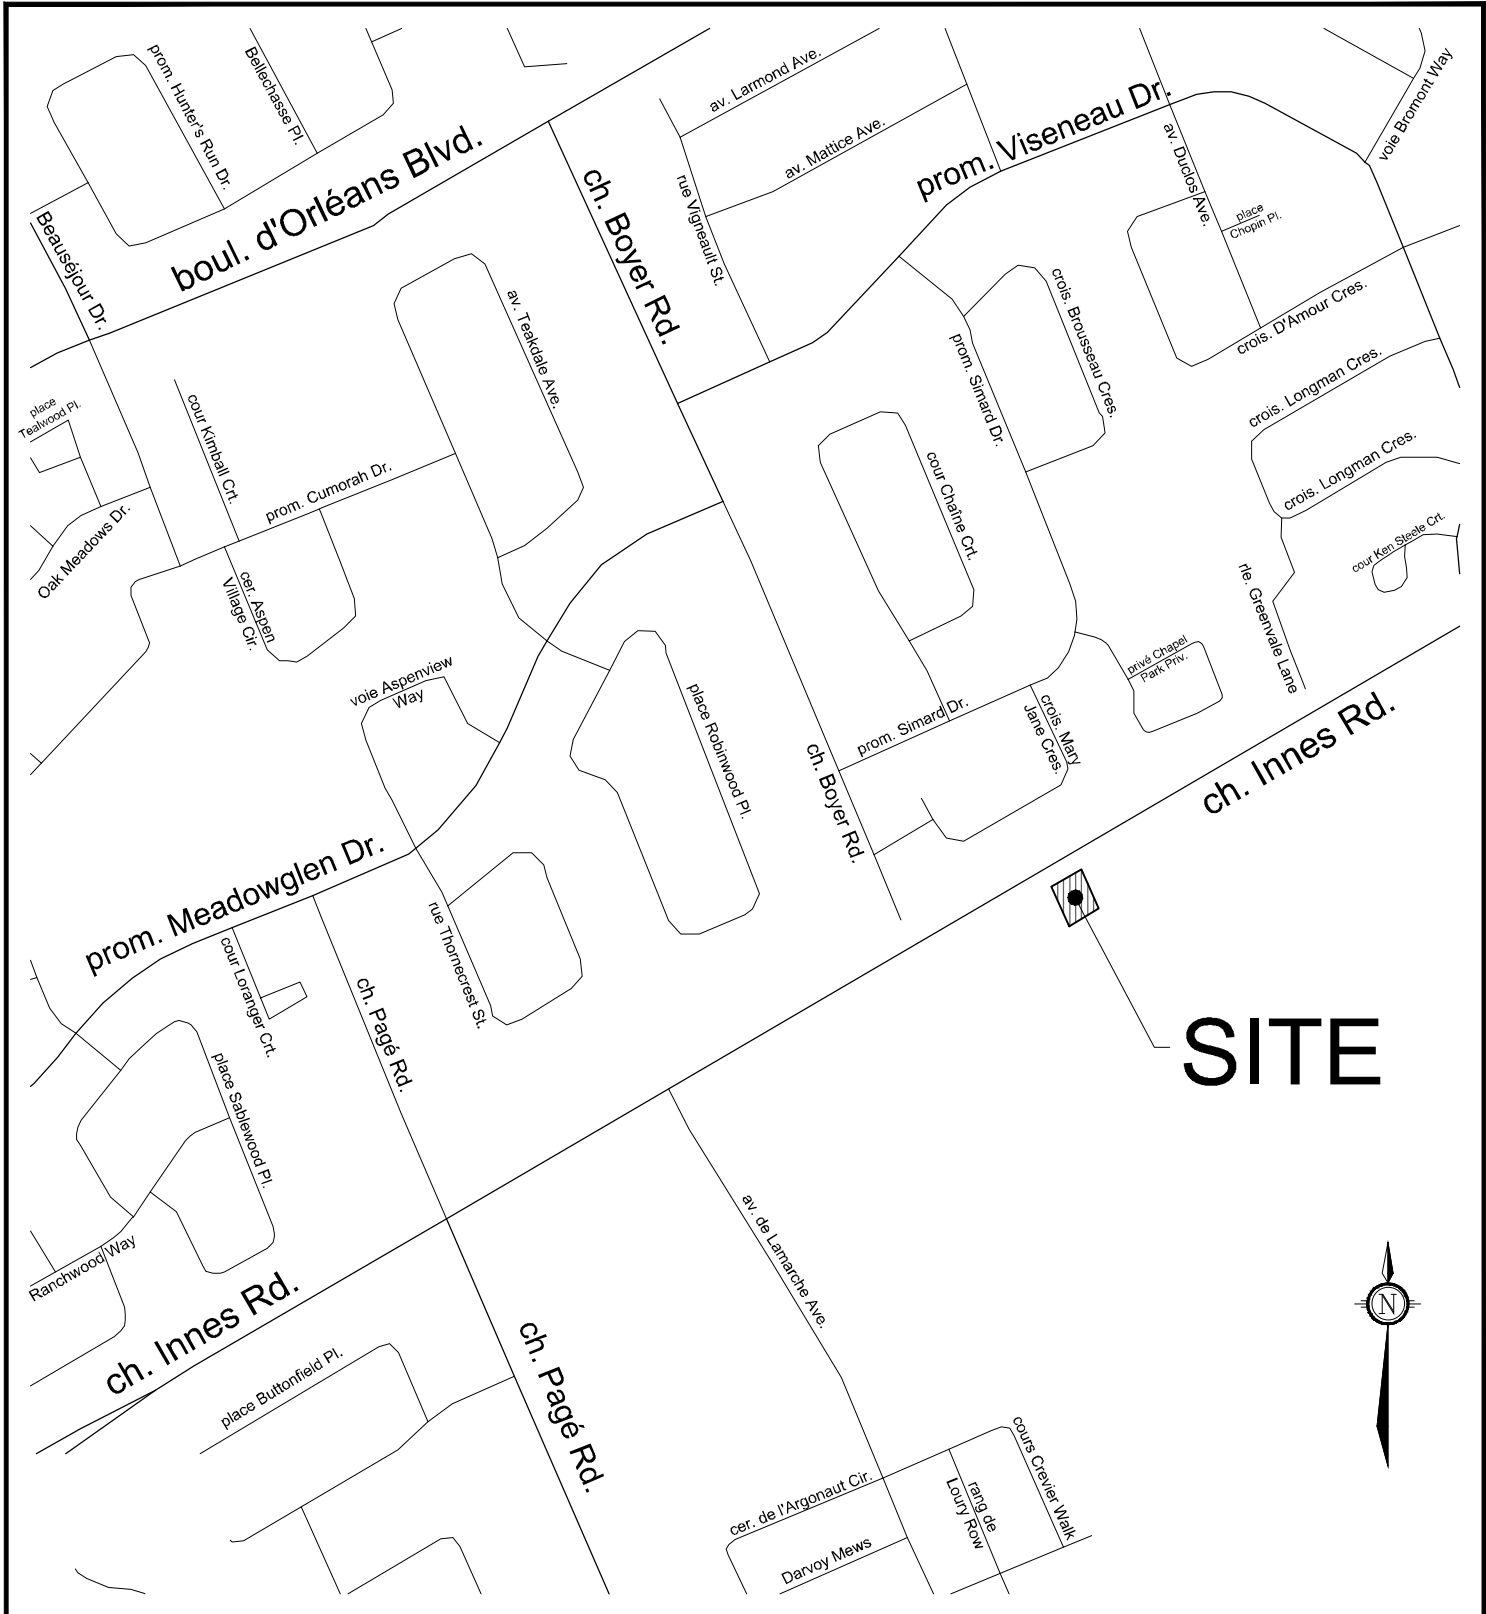 prom. Hunter's Run Dr.
Bellechasse Pl.
av. Larmond Ave.
av. Mattice Ave.
prom. Viseneau Dr.
voie Bromont Way
boul. d'Orléans Blvd.
ch. Boyer Rd.
rue Vigneault St.
av. Duclos Ave.
place
Chopin Pl.
Beauséjour Dr.
av. Teakdale Ave.
prom. Simard Dr.
crois. Brousseau Cres.
crois. D'Amour Cres.
place
Tealwood Pl.
cour Kimball Crt.
prom. Cumorah Dr.
crois. Longman Cres.
cour Chaîne Crt.
crois. Longman Cres.
Oak Meadows Dr.
cour Ken Steele Crt.
cer. Aspen
Village Cir.
rle. Greenvale Lane
voie Aspenview
Way
privé Chapel
Park Priv.
place Robinwood Pl.
prom. Simard Dr.
crois. Mary
Jane Cres.
ch. Boyer Rd.
ch. Innes Rd.
prom. Meadowglen Dr.
rue Thornecrest St.
cour Loranger Crt.
ch. Pagé Rd.
SITE
place Sablewood Pl.
Ranchwood Way
av. de Lamarche Ave.
ch. Innes Rd.
N
place Buttonfield Pl.
ch. Pagé Rd.
cer. de l'Argonaut Cir.
rang de
Loury Row
cours Crevier Walk
Darvoy Mews